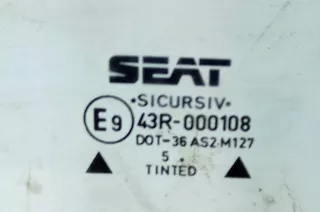 SEAT
·SICURSIV·
E9 43R-000108
DOT-36 AS2·M127
5
TINTED